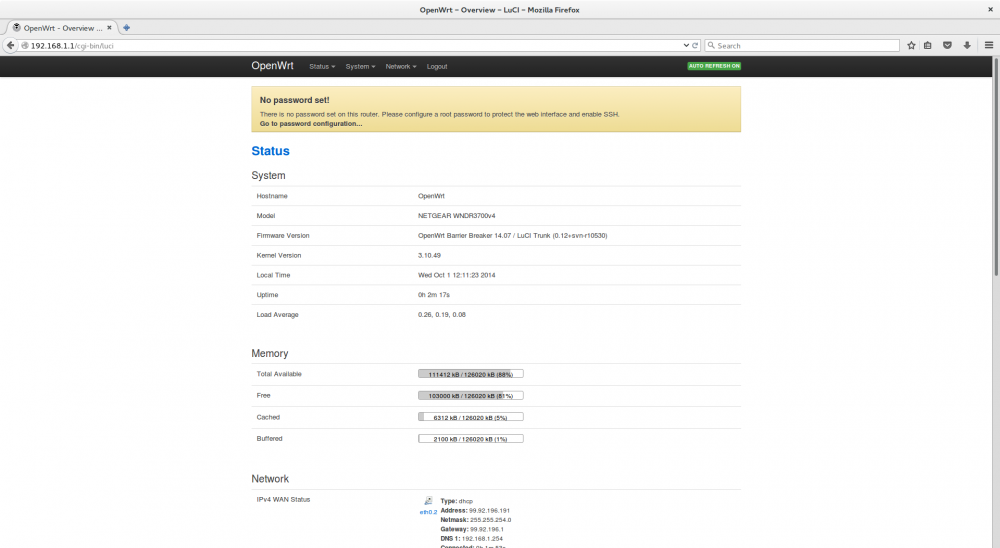 OpenWrt - Overview - LuCI - Mozilla Firefox
OpenWrt - Overview ...
192.168.1.1/cgi-bin/luci
Search
OpenWrt Status System Network Logout AUTO REFRESH ON
No password set!
There is no password set on this router. Please configure a root password to protect the web interface and enable SSH.
Go to password configuration...
Status
System
Hostname OpenWrt
Model NETGEAR WNDR3700v4
Firmware Version OpenWrt Barrier Breaker 14.07 / LuCI Trunk (0.12+svn-r10530)
Kernel Version 3.10.49
Local Time Wed Oct 1 12:11:23 2014
Uptime 0h 2m 17s
Load Average 0.26, 0.19, 0.08
Memory
Total Available 111412 kB / 126020 kB (88%)
Free 103000 kB / 126020 kB (81%)
Cached 6312 kB / 126020 kB (5%)
Buffered 2100 kB / 126020 kB (1%)
Network
IPv4 WAN Status
eth0.2
Type: dhcp
Address: 99.92.196.191
Netmask: 255.255.254.0
Gateway: 99.92.196.1
DNS 1: 192.168.1.254
Connected: 0h 1m 53s